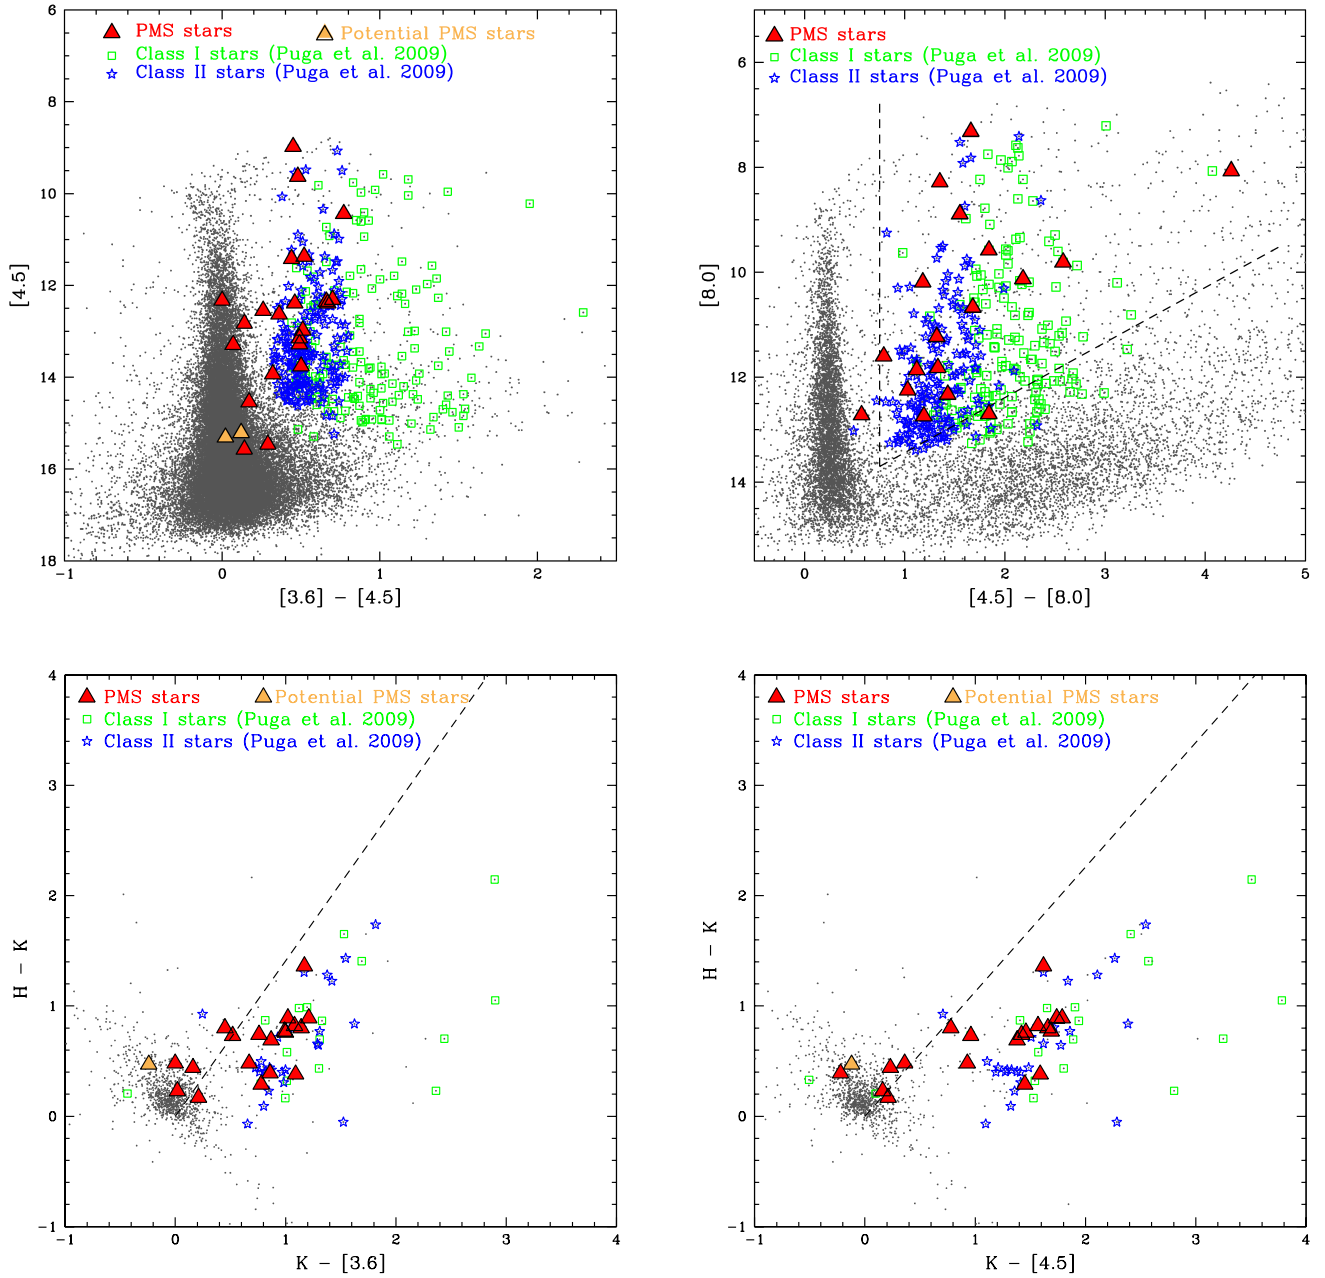 PMS stars
Potential PMS stars
Class I stars (Puga et al. 2009)
Class II stars (Puga et al. 2009)
6
8
10
12
14
16
18
[4.5]
-1
0
1
2
[3.6] - [4.5]
PMS stars
Class I stars (Puga et al. 2009)
Class II stars (Puga et al. 2009)
6
8
10
12
14
[8.0]
0
1
2
3
4
5
[4.5] - [8.0]
PMS stars
Potential PMS stars
Class I stars (Puga et al. 2009)
Class II stars (Puga et al. 2009)
4
3
2
1
0
-1
H - K
-1
0
1
2
3
4
K - [3.6]
PMS stars
Potential PMS stars
Class I stars (Puga et al. 2009)
Class II stars (Puga et al. 2009)
4
3
2
1
0
-1
H - K
-1
0
1
2
3
4
K - [4.5]